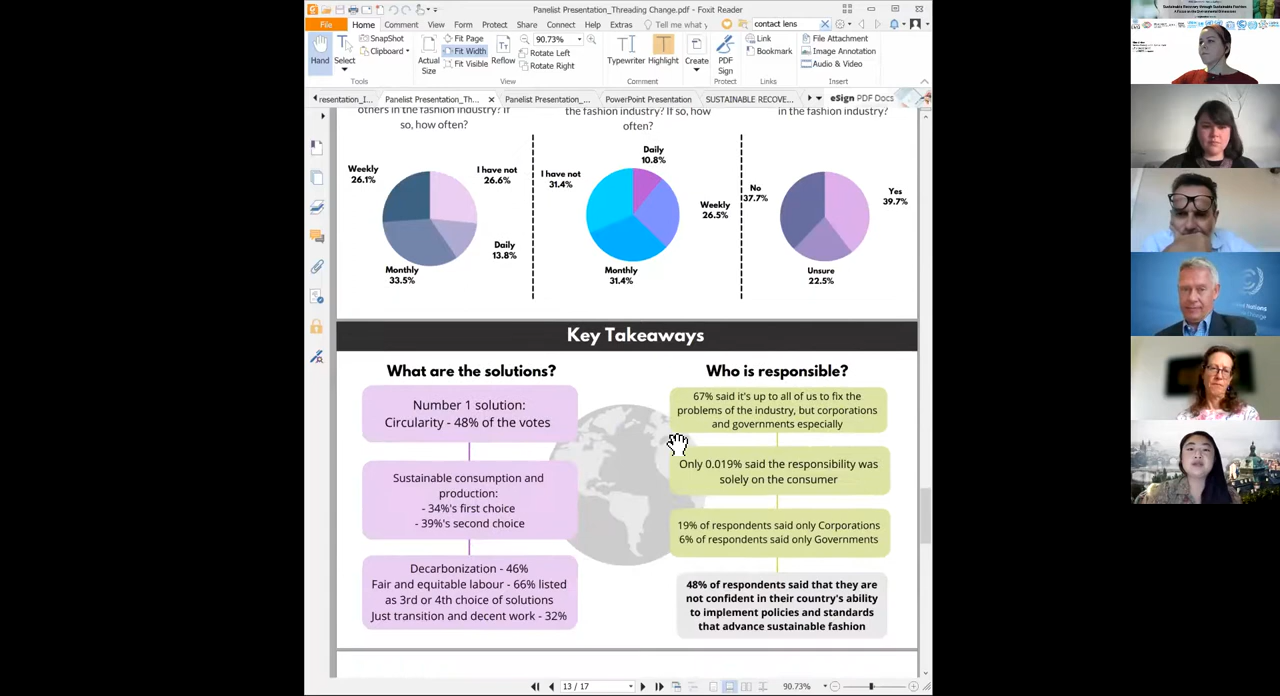 Panelist Presentation_Threading Change.pdf - Foxit Reader
File
Home
Comment
View
Form
Protect
Share
Connect
Help
Extras
Tell me what
contact lens
Hand
Select
SnapShot
Clipboard
Tools
Actual
Size
Fit Page
Fit Width
Fit Visible
Reflow
Rotate Left
Rotate Right
View
Typewriter
Highlight
Comment
Create
PDF
Sign
Protect
Link
Bookmark
Links
File Attachment
Image Annotation
Audio & Video
Insert
resentation_I...
Panelist Presentation_Th...
Panelist Presentation_...
PowerPoint Presentation
SUSTAINABLE RECOVE...
eSign PDF Docs
others in the fashion industry? If
so, how often?
the fashion industry? If so, how
often?
in the fashion industry?
Weekly
26.1%
I have not
26.6%
Daily
13.8%
Monthly
33.5%
Daily
10.8%
I have not
31.4%
Weekly
26.5%
Monthly
31.4%
No
37.7%
Yes
39.7%
Unsure
22.5%
Key Takeaways
What are the solutions?
Number 1 solution:
Circularity - 48% of the votes
Sustainable consumption and
production:
- 34%'s first choice
- 39%'s second choice
Decarbonization - 46%
Fair and equitable labour - 66% listed
as 3rd or 4th choice of solutions
Just transition and decent work - 32%
Who is responsible?
67% said it's up to all of us to fix the
problems of the industry, but corporations
and governments especially
Only 0.019% said the responsibility was
solely on the consumer
19% of respondents said only Corporations
6% of respondents said only Governments
48% of respondents said that they are
not confident in their country's ability
to implement policies and standards
that advance sustainable fashion
13 / 17
90.73%